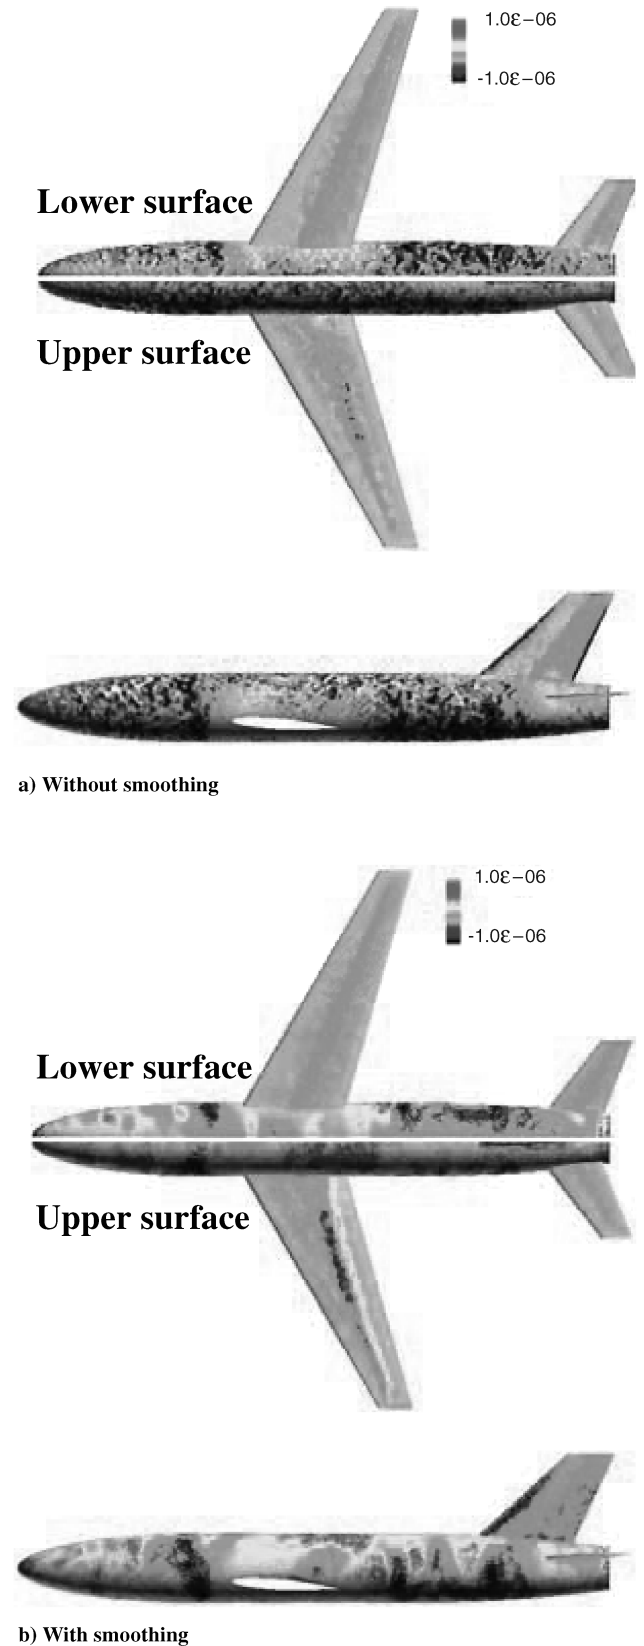 1.0E−06
-1.0E−06
Lower surface
Upper surface
a) Without smoothing
1.0E−06
-1.0E−06
Lower surface
Upper surface
b) With smoothing